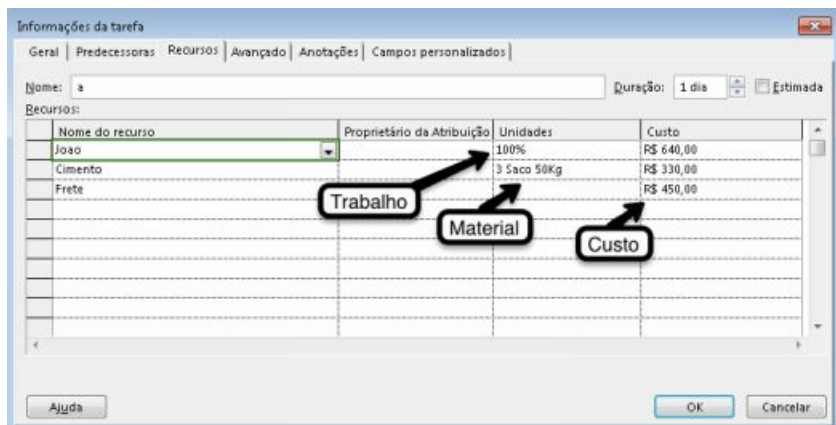 Informações da tarefa
Geral Predecessoras Recursos Avançado Anotações Campos personalizados
Nome: a Duração: 1 dia Estimada
Recursos:
Nome do recurso Proprietário da Atribuição Unidades Custo
Joao 100% R$ 640,00
Cimento 3 Saco 50Kg R$ 330,00
Frete R$ 450,00
Trabalho
Material
Custo
Ajuda OK Cancelar